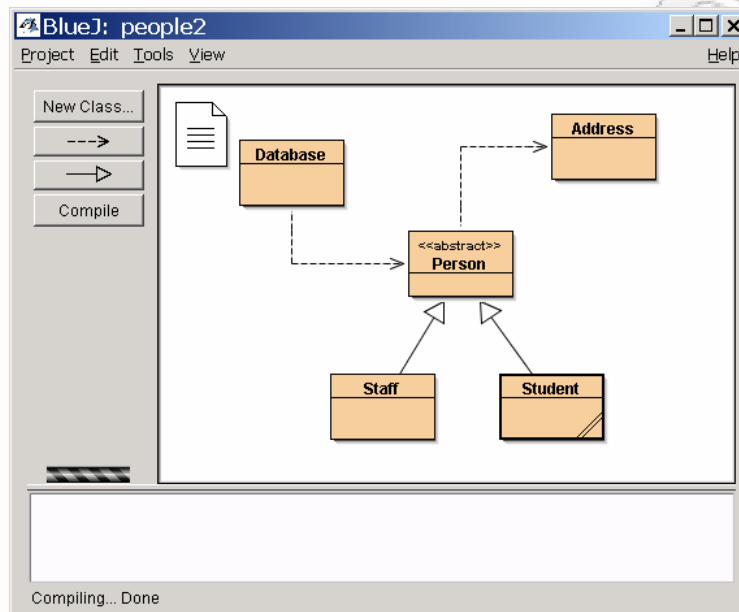 BlueJ: people2
Project Edit Tools View Help
New Class...
Compile
Database
Address
<<abstract>>
Person
Staff
Student
Compiling... Done